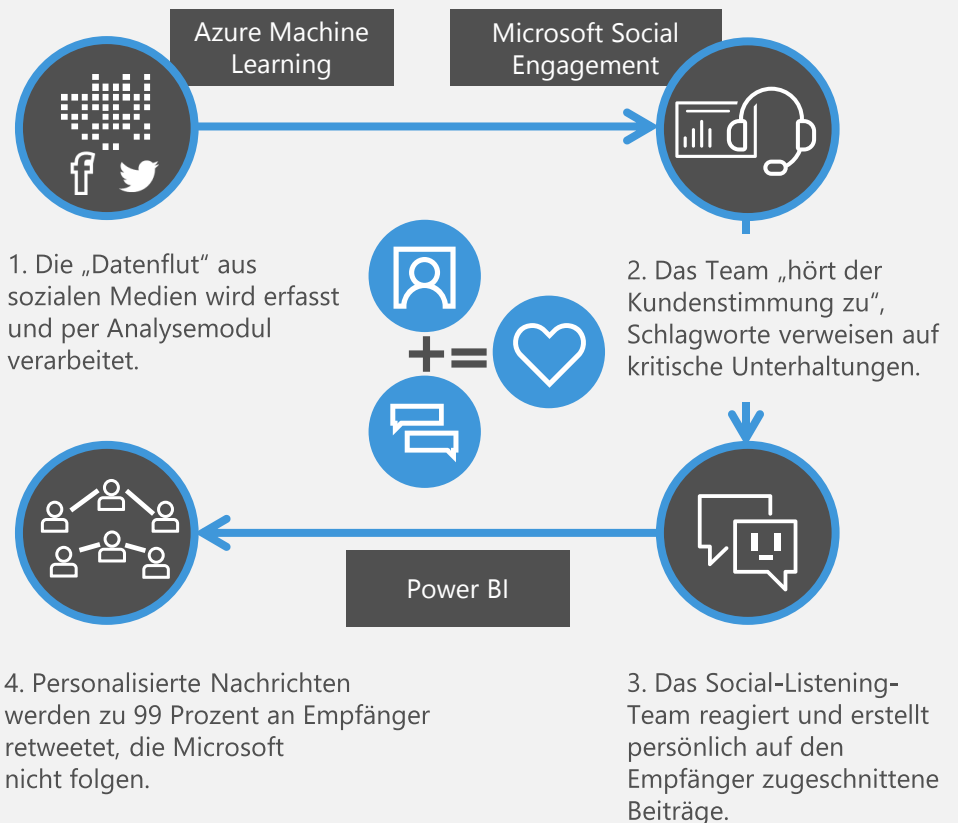 Azure Machine
Learning
Microsoft Social
Engagement
1. Die „Datenflut“ aus
sozialen Medien wird erfasst
und per Analysemodul
verarbeitet.
2. Das Team „hört der
Kundenstimmung zu“,
Schlagworte verweisen auf
kritische Unterhaltungen.
Power BI
3. Das Social-Listening-
Team reagiert und erstellt
persönlich auf den
Empfänger zugeschnittene
Beiträge.
4. Personalisierte Nachrichten
werden zu 99 Prozent an Empfänger
retweetet, die Microsoft
nicht folgen.